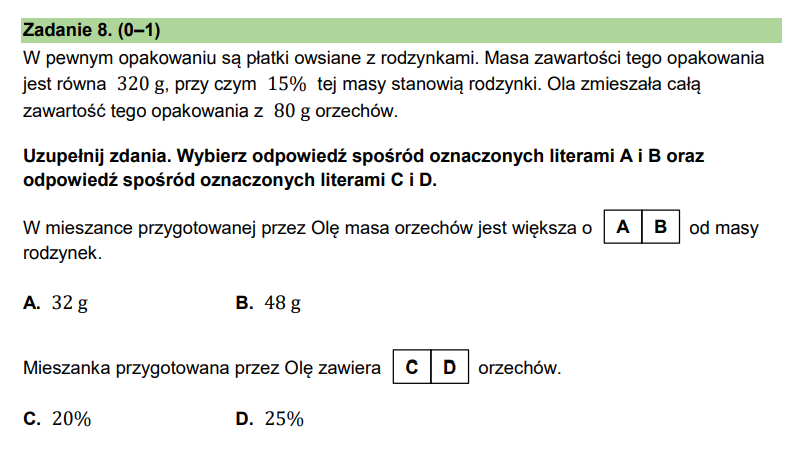 Zadanie 8. (0–1)
W pewnym opakowaniu są płatki owsiane z rodzynkami. Masa zawartości tego opakowania
jest równa 320 g, przy czym 15% tej masy stanowią rodzynki. Ola zmieszała całą
zawartość tego opakowania z 80 g orzechów.
Uzupełnij zdania. Wybierz odpowiedź spośród oznaczonych literami A i B oraz
odpowiedź spośród oznaczonych literami C i D.
W mieszance przygotowanej przez Olę masa orzechów jest większa o A B od masy
rodzynek.
A. 32 g B. 48 g
Mieszanka przygotowana przez Olę zawiera C D orzechów.
C. 20% D. 25%